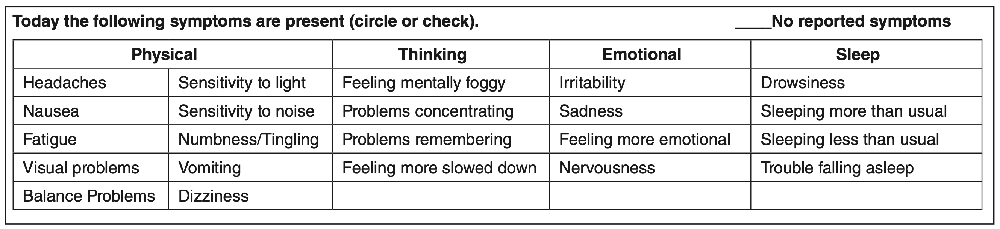 Today the following symptoms are present (circle or check). ____No reported symptoms
Physical Thinking Emotional Sleep
Headaches Sensitivity to light Feeling mentally foggy Irritability Drowsiness
Nausea Sensitivity to noise Problems concentrating Sadness Sleeping more than usual
Fatigue Numbness/Tingling Problems remembering Feeling more emotional Sleeping less than usual
Visual problems Vomiting Feeling more slowed down Nervousness Trouble falling asleep
Balance Problems Dizziness